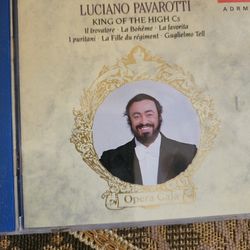 LUCIANO PAVAROTTI
ADRM
KING OF THE HIGH Cs
Il trovatore · La Bohème · La favorita
I puritani · La Fille du régiment · Guglielmo Tell
Opera Gala